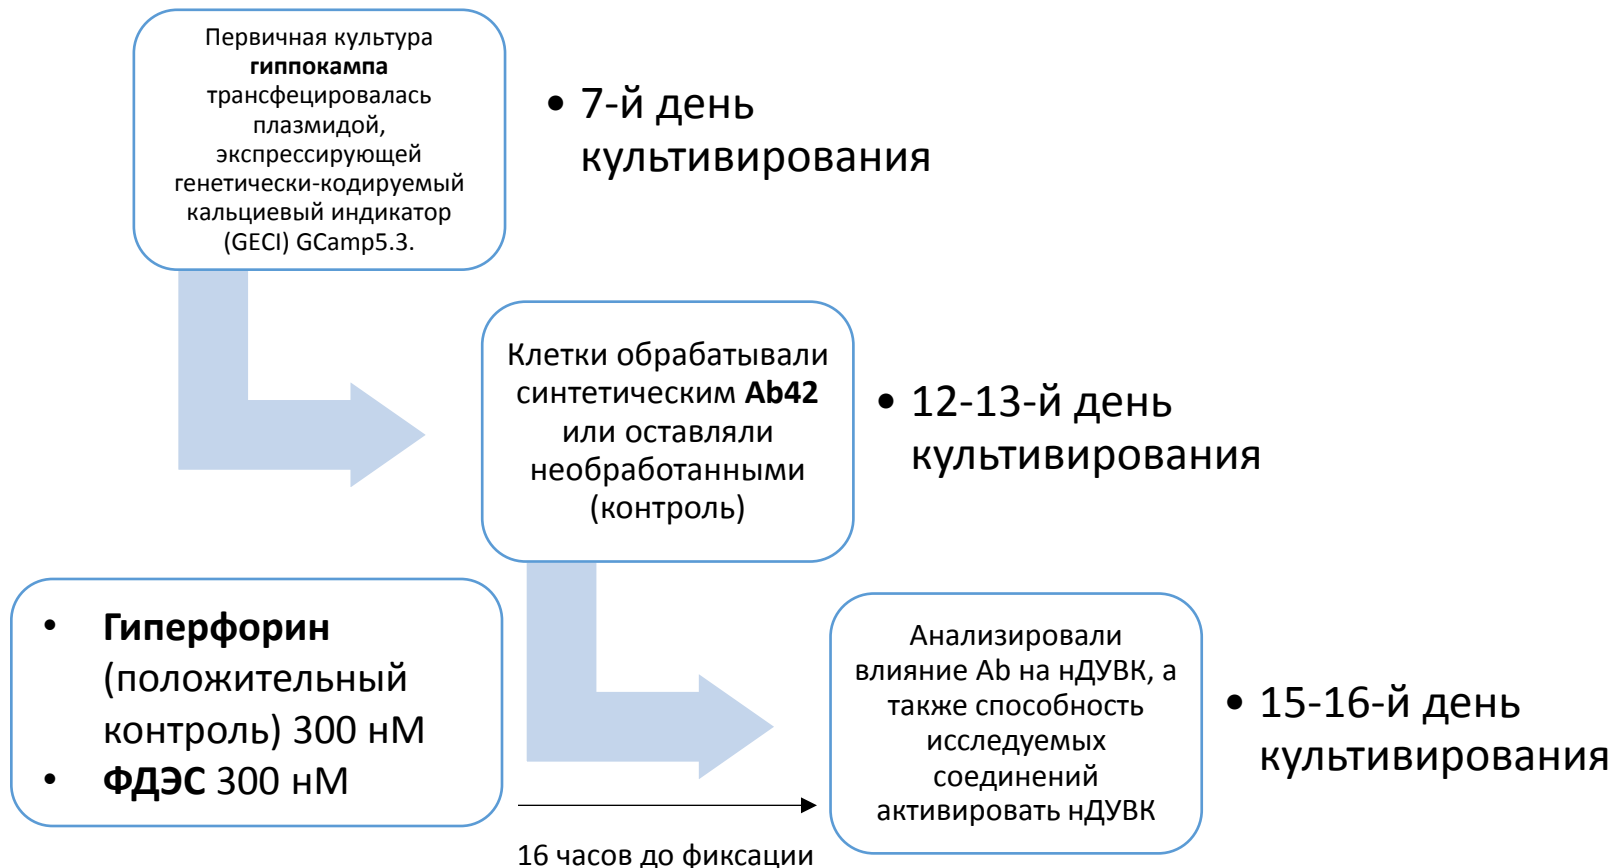 Первичная культура
гиппокампа
трансфецировалась
плазмидой,
экспрессирующей
генетически-кодируемый
кальциевый индикатор
(GECI) GCamp5.3.
• 7-й день
культивирования
Клетки обрабатывали
синтетическим Ab42
или оставляли
необработанными
(контроль)
• 12-13-й день
культивирования
• Гиперфорин
(положительный
контроль) 300 нМ
• ФДЭС 300 нМ
16 часов до фиксации
Анализировали
влияние Ab на нДУВК, а
также способность
исследуемых
соединений
активировать нДУВК
• 15-16-й день
культивирования